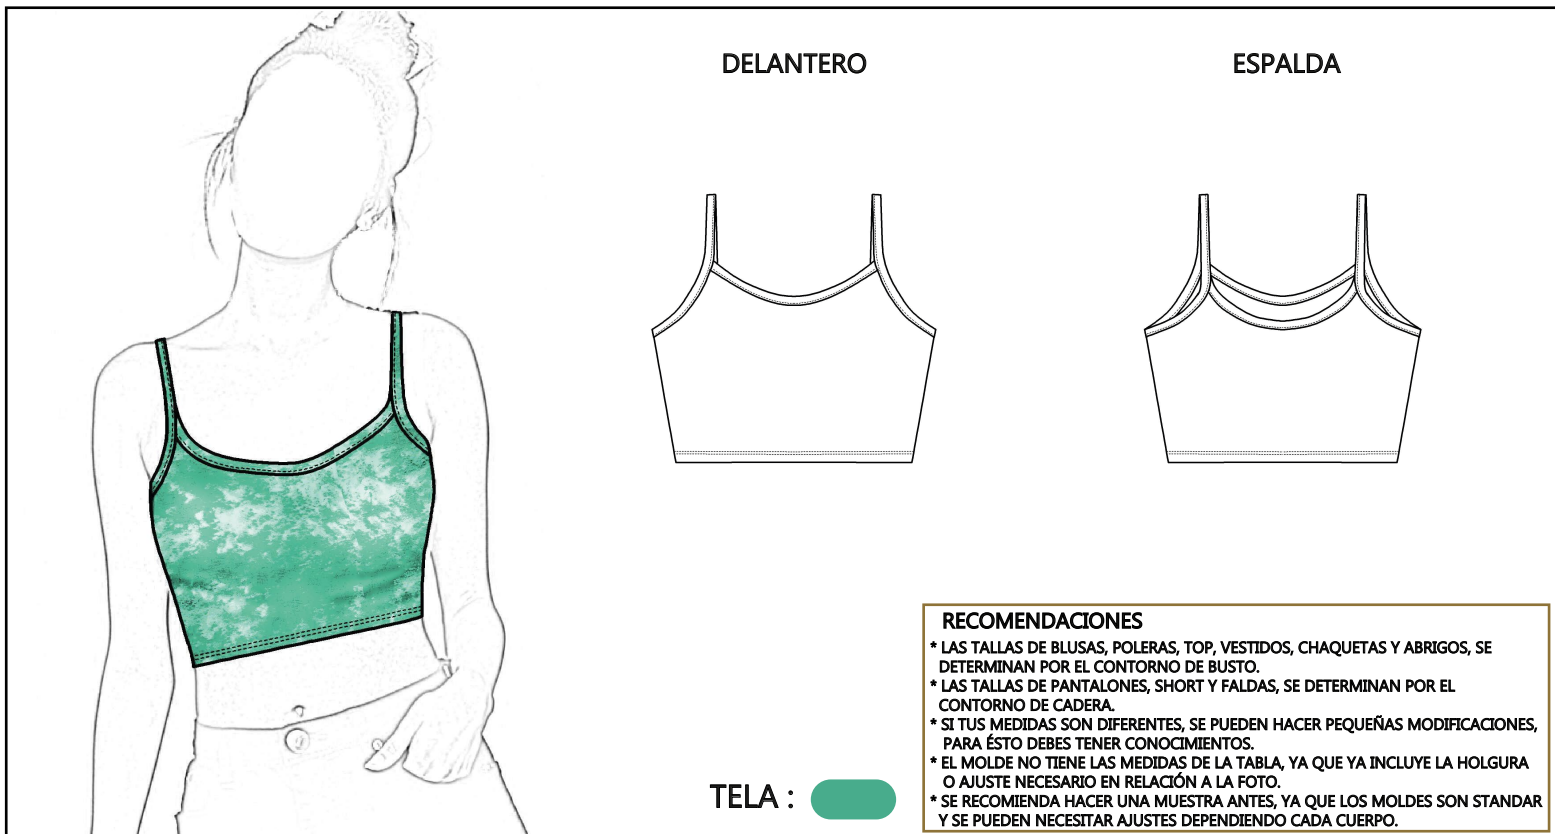 DELANTERO
ESPALDA
RECOMENDACIONES
* LAS TALLAS DE BLUSAS, POLERAS, TOP, VESTIDOS, CHAQUETAS Y ABRIGOS, SE
DETERMINAN POR EL CONTORNO DE BUSTO.
* LAS TALLAS DE PANTALONES, SHORT Y FALDAS, SE DETERMINAN POR EL
CONTORNO DE CADERA.
* SI TUS MEDIDAS SON DIFERENTES, SE PUEDEN HACER PEQUEÑAS MODIFICACIONES,
PARA ÉSTO DEBES TENER CONOCIMIENTOS.
* EL MOLDE NO TIENE LAS MEDIDAS DE LA TABLA, YA QUE YA INCLUYE LA HOLGURA
O AJUSTE NECESARIO EN RELACIÓN A LA FOTO.
* SE RECOMIENDA HACER UNA MUESTRA ANTES, YA QUE LOS MOLDES SON STANDAR
Y SE PUEDEN NECESITAR AJUSTES DEPENDIENDO CADA CUERPO.
TELA :